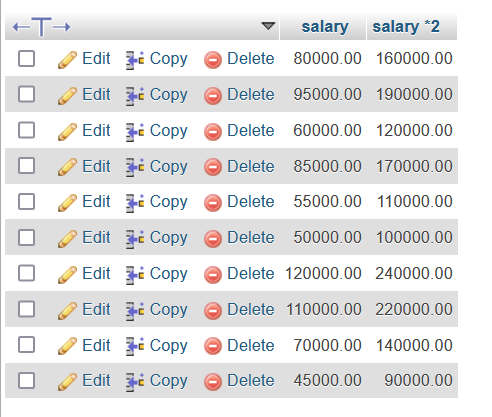 salary salary *2
Edit Copy Delete 80000.00 160000.00
Edit Copy Delete 95000.00 190000.00
Edit Copy Delete 60000.00 120000.00
Edit Copy Delete 85000.00 170000.00
Edit Copy Delete 55000.00 110000.00
Edit Copy Delete 50000.00 100000.00
Edit Copy Delete 120000.00 240000.00
Edit Copy Delete 110000.00 220000.00
Edit Copy Delete 70000.00 140000.00
Edit Copy Delete 45000.00 90000.00